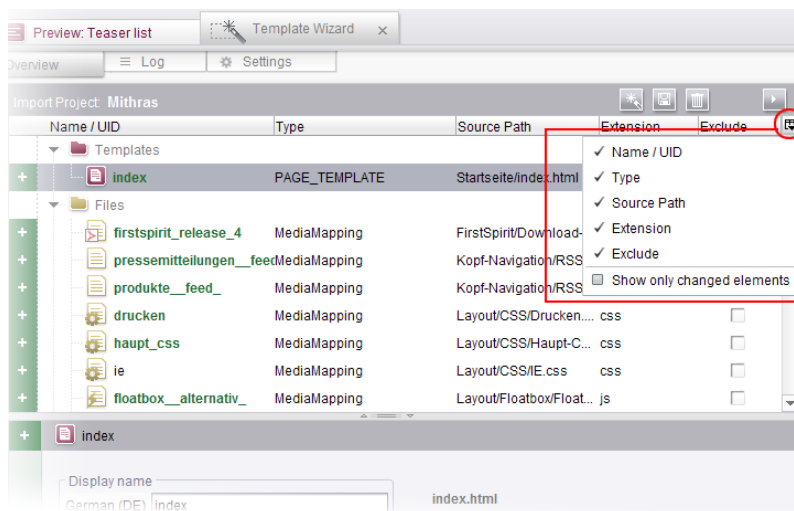 Preview: Teaser list
Template Wizard x
Overview
Log
Settings
Import Project: Mithras
Name / UID Type Source Path Extension Exclude
Templates
index PAGE_TEMPLATE Startseite/index.html
Files
firstspirit_release_4 MediaMapping FirstSpirit/Download-
pressemitteilungen__feed MediaMapping Kopf-Navigation/RSS
produkte__feed_ MediaMapping Kopf-Navigation/RSS
drucken MediaMapping Layout/CSS/Drucken.... css
haupt_css MediaMapping Layout/CSS/Haupt-C... css
ie MediaMapping Layout/CSS/IE.css css
floatbox__alternativ_ MediaMapping Layout/Floatbox/Float... js
✓ Name / UID
✓ Type
✓ Source Path
✓ Extension
✓ Exclude
Show only changed elements
index
Display name
German (DE) index
index.html